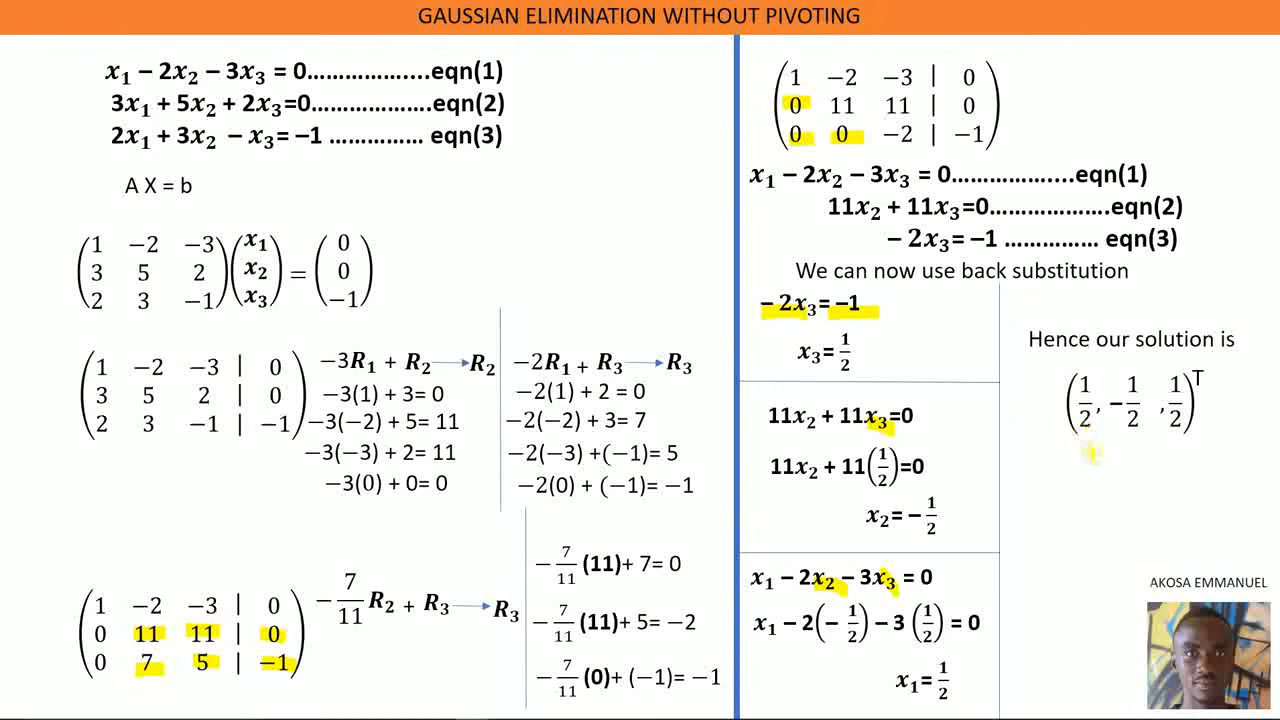 GAUSSIAN ELIMINATION WITHOUT PIVOTING
x₁ − 2x₂ − 3x₃ = 0……………....eqn(1)
3x₁ + 5x₂ + 2x₃=0……………….eqn(2)
2x₁ + 3x₂ − x₃= −1 …………… eqn(3)
A X = b
(1 −2 −3) (x₁) (0)
(3 5 2) (x₂) = (0)
(2 3 −1) (x₃) (−1)
(1 −2 −3 | 0)
(3 5 2 | 0)
(2 3 −1 | −1)
−3R₁ + R₂ → R₂
−3(1) + 3= 0
−3(−2) + 5= 11
−3(−3) + 2= 11
−3(0) + 0= 0
−2R₁ + R₃ → R₃
−2(1) + 2 = 0
−2(−2) + 3= 7
−2(−3) +(−1)= 5
−2(0) + (−1)= −1
(1 −2 −3 | 0)
(0 11 11 | 0)
(0 7 5 | −1)
−7/11 R₂ + R₃ → R₃
−7/11 (11)+ 7= 0
−7/11 (11)+ 5= −2
−7/11 (0)+ (−1)= −1
(1 −2 −3 | 0)
(0 11 11 | 0)
(0 0 −2 | −1)
x₁ − 2x₂ − 3x₃ = 0……………....eqn(1)
11x₂ + 11x₃=0……………….eqn(2)
− 2x₃= −1 …………… eqn(3)
We can now use back substitution
− 2x₃= −1
x₃= 1/2
11x₂ + 11x₃=0
11x₂ + 11(1/2)=0
x₂= − 1/2
x₁ − 2x₂ − 3x₃ = 0
x₁ − 2(− 1/2) − 3 (1/2) = 0
x₁= 1/2
Hence our solution is
(1/2, −1/2 ,1/2)ᵀ
AKOSA EMMANUEL